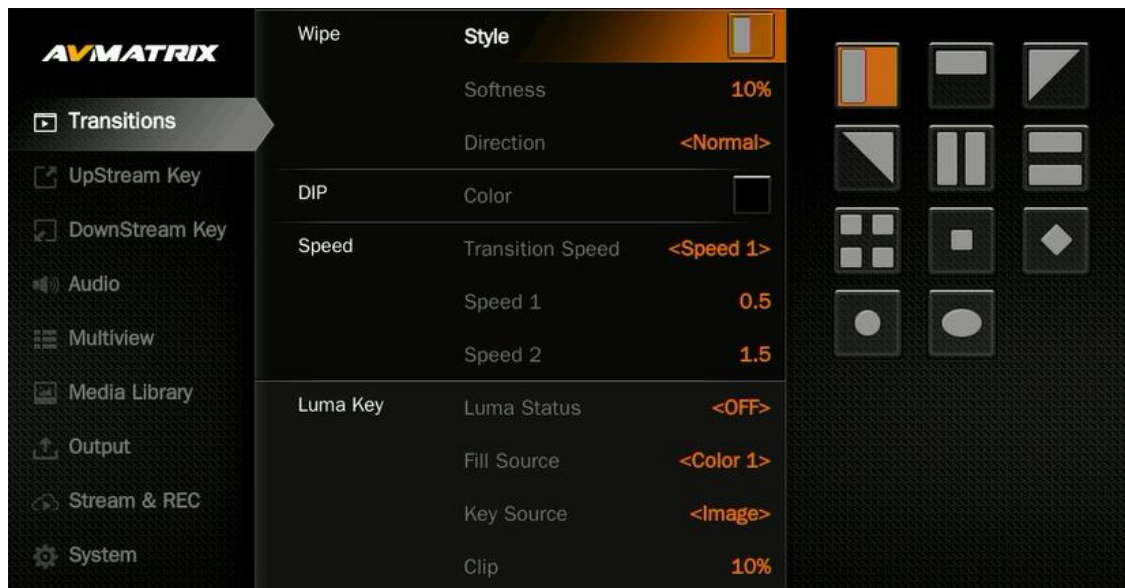 AVMATRIX
Transitions
UpStream Key
DownStream Key
Audio
Multiview
Media Library
Output
Stream & REC
System
Wipe Style
Softness 10%
Direction <Normal>
DIP Color
Speed Transition Speed <Speed 1>
Speed 1 0.5
Speed 2 1.5
Luma Key Luma Status <OFF>
Fill Source <Color 1>
Key Source <Image>
Clip 10%